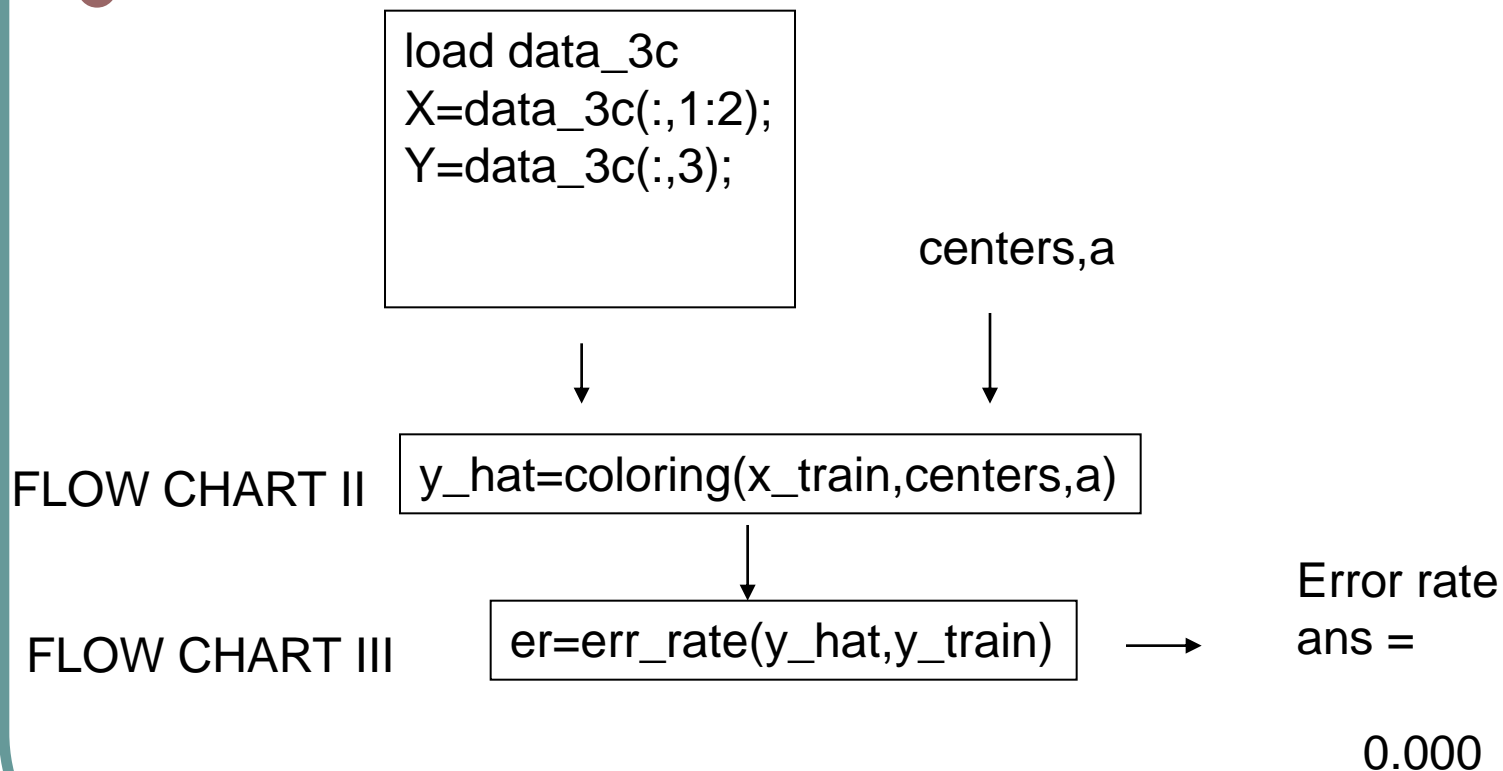 load data_3c
X=data_3c(:,1:2);
Y=data_3c(:,3);
centers,a
FLOW CHART II
y_hat=coloring(x_train,centers,a)
FLOW CHART III
er=err_rate(y_hat,y_train)
Error rate
ans =
0.000